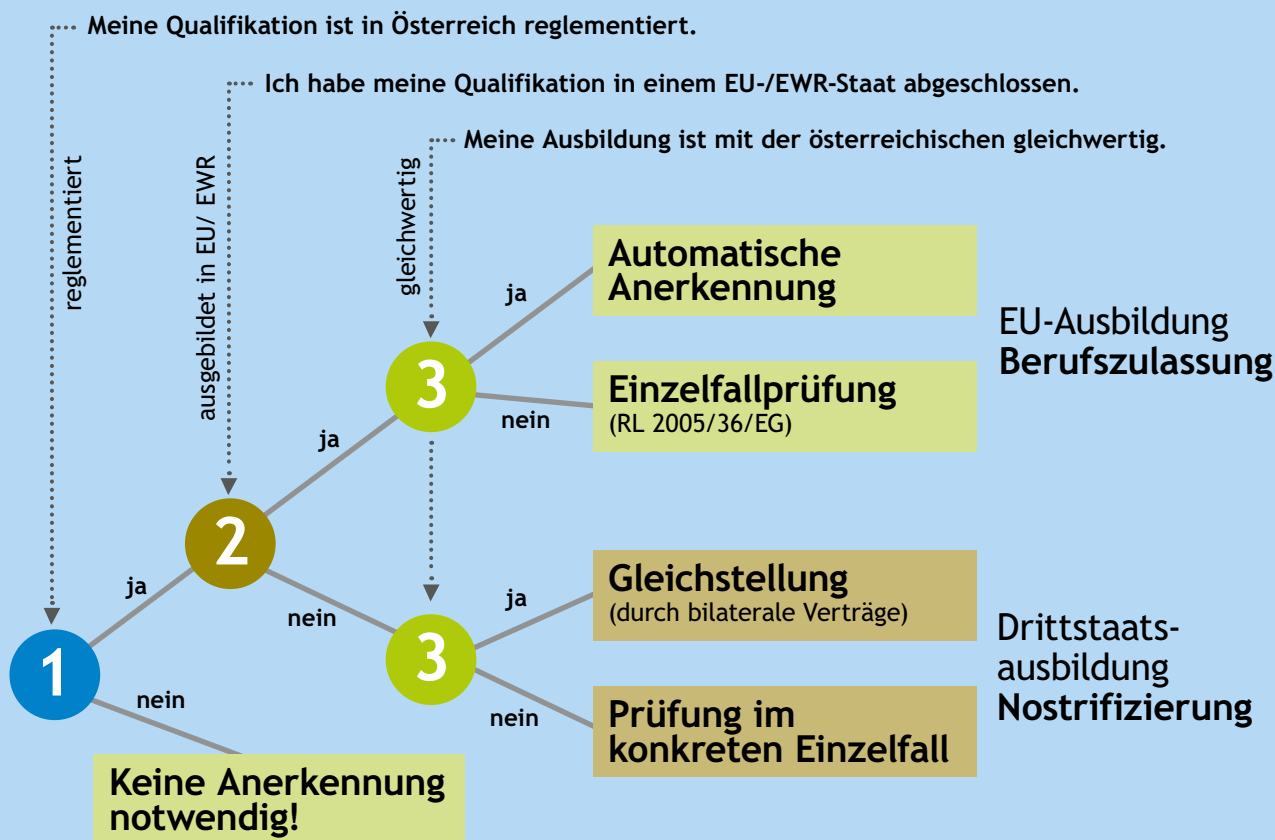 Meine Qualifikation ist in Österreich reglementiert.
Ich habe meine Qualifikation in einem EU-/EWR-Staat abgeschlossen.
Meine Ausbildung ist mit der österreichischen gleichwertig.
reglementiert
ausgebildet in EU/ EWR
gleichwertig
Automatische
Anerkennung
ja
EU-Ausbildung
Berufszulassung
3
Einzelfallprüfung
(RL 2005/36/EG)
nein
ja
2
Gleichstellung
(durch bilaterale Verträge)
ja
ja
nein
3
Drittstaats-
ausbildung
Nostrifizierung
1
nein
nein
Prüfung im
konkreten Einzelfall
Keine Anerkennung
notwendig!